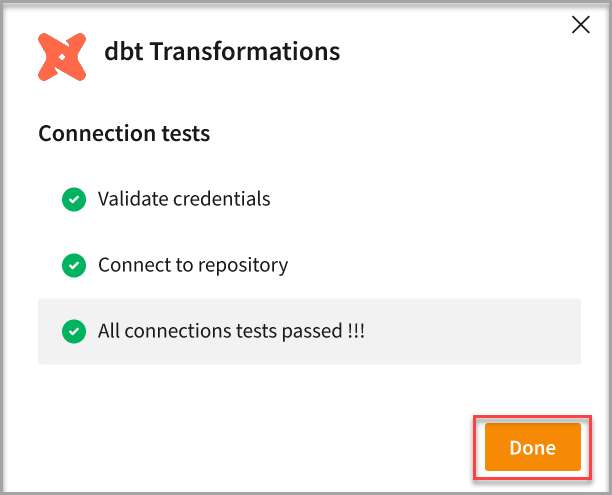 dbt Transformations
Connection tests
Validate credentials
Connect to repository
All connections tests passed !!!
Done